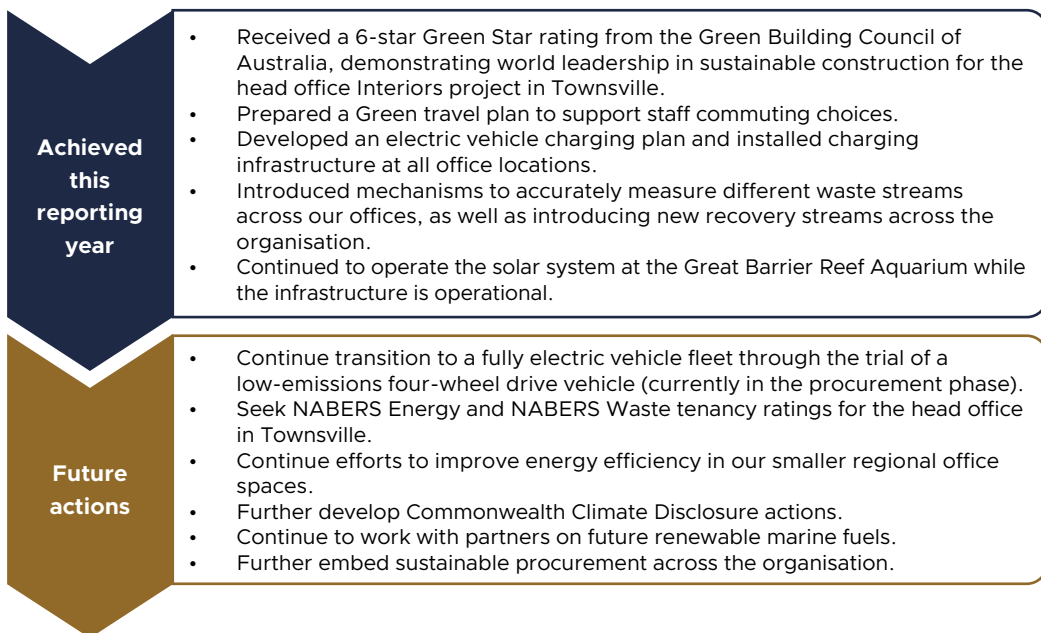 Achieved
this
reporting
year
• Received a 6-star Green Star rating from the Green Building Council of
Australia, demonstrating world leadership in sustainable construction for the
head office Interiors project in Townsville.
• Prepared a Green travel plan to support staff commuting choices.
• Developed an electric vehicle charging plan and installed charging
infrastructure at all office locations.
• Introduced mechanisms to accurately measure different waste streams
across our offices, as well as introducing new recovery streams across the
organisation.
• Continued to operate the solar system at the Great Barrier Reef Aquarium while
the infrastructure is operational.
Future
actions
• Continue transition to a fully electric vehicle fleet through the trial of a
low-emissions four-wheel drive vehicle (currently in the procurement phase).
• Seek NABERS Energy and NABERS Waste tenancy ratings for the head office
in Townsville.
• Continue efforts to improve energy efficiency in our smaller regional office
spaces.
• Further develop Commonwealth Climate Disclosure actions.
• Continue to work with partners on future renewable marine fuels.
• Further embed sustainable procurement across the organisation.